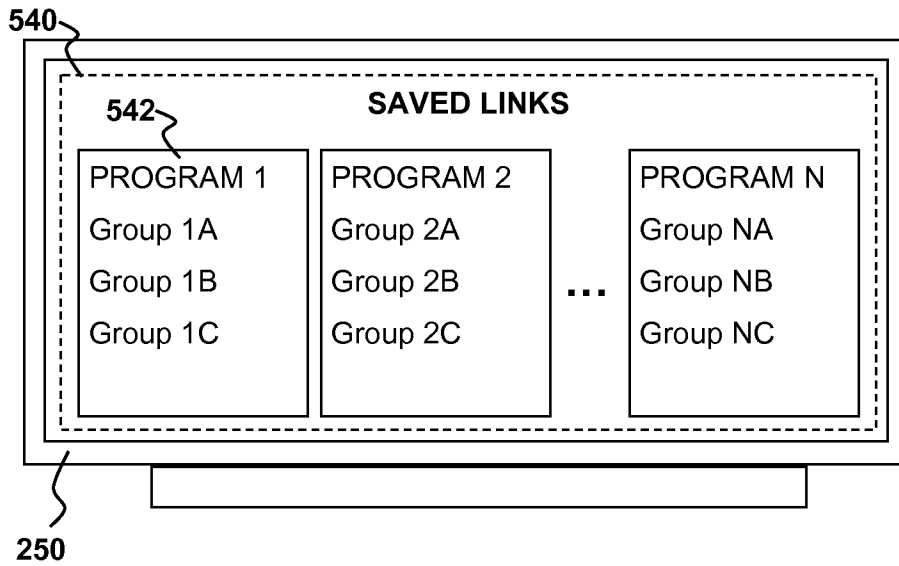 540
SAVED LINKS
542
PROGRAM 1
Group 1A
Group 1B
Group 1C
PROGRAM 2
Group 2A
Group 2B
Group 2C
...
PROGRAM N
Group NA
Group NB
Group NC
250